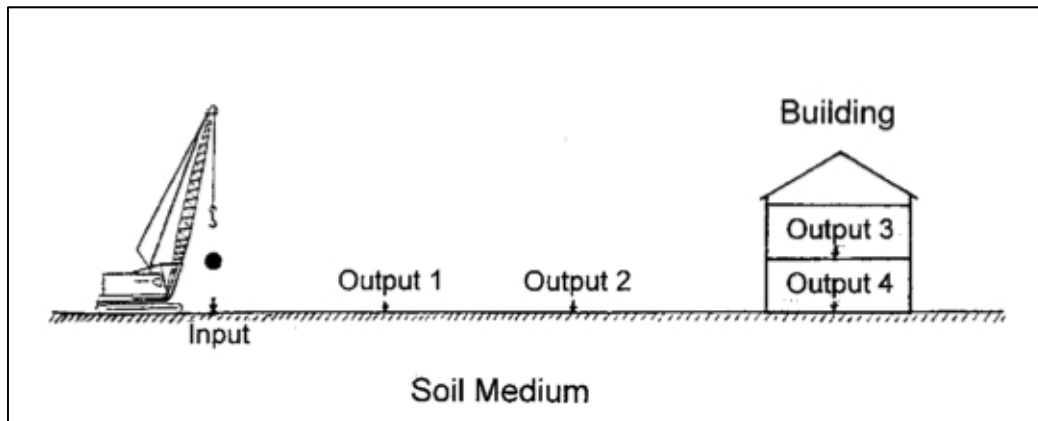 Building
Output 3
Output 1
Output 2
Output 4
Input
Soil Medium